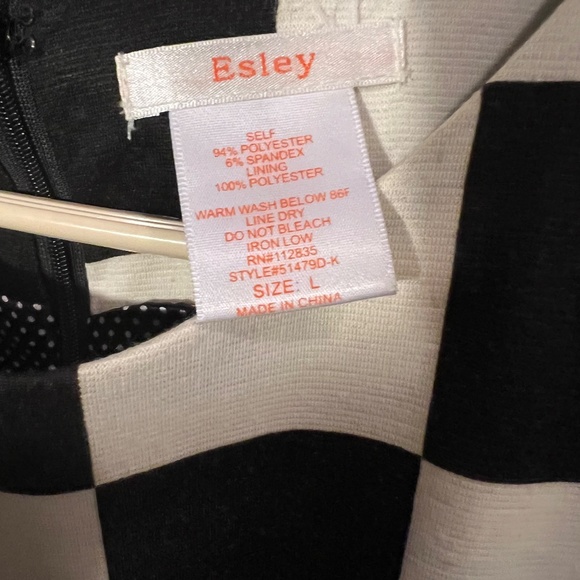 Esley
SELF
94% POLYESTER
6% SPANDEX
LINING
100% POLYESTER
WARM WASH BELOW 86F
LINE DRY
DO NOT BLEACH
IRON LOW
RN#112835
STYLE#51479D-K
SIZE: L
MADE IN CHINA